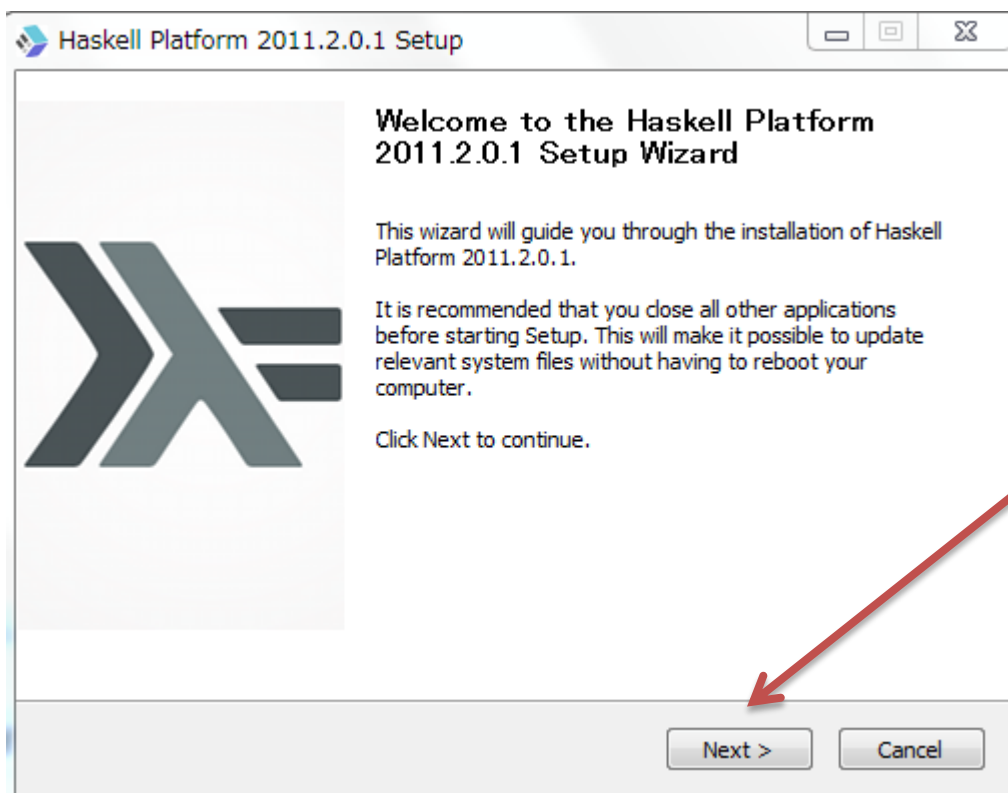 Haskell Platform 2011.2.0.1 Setup
Welcome to the Haskell Platform
2011.2.0.1 Setup Wizard
This wizard will guide you through the installation of Haskell
Platform 2011.2.0.1.
It is recommended that you close all other applications
before starting Setup. This will make it possible to update
relevant system files without having to reboot your
computer.
Click Next to continue.
Next >
Cancel